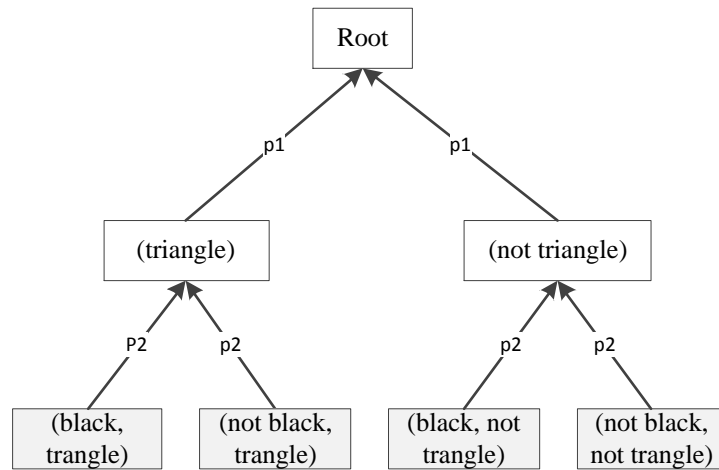 Root
p1
p1
(triangle)
(not triangle)
P2
p2
p2
p2
(black,
trangle)
(not black,
trangle)
(black, not
trangle)
(not black,
not trangle)